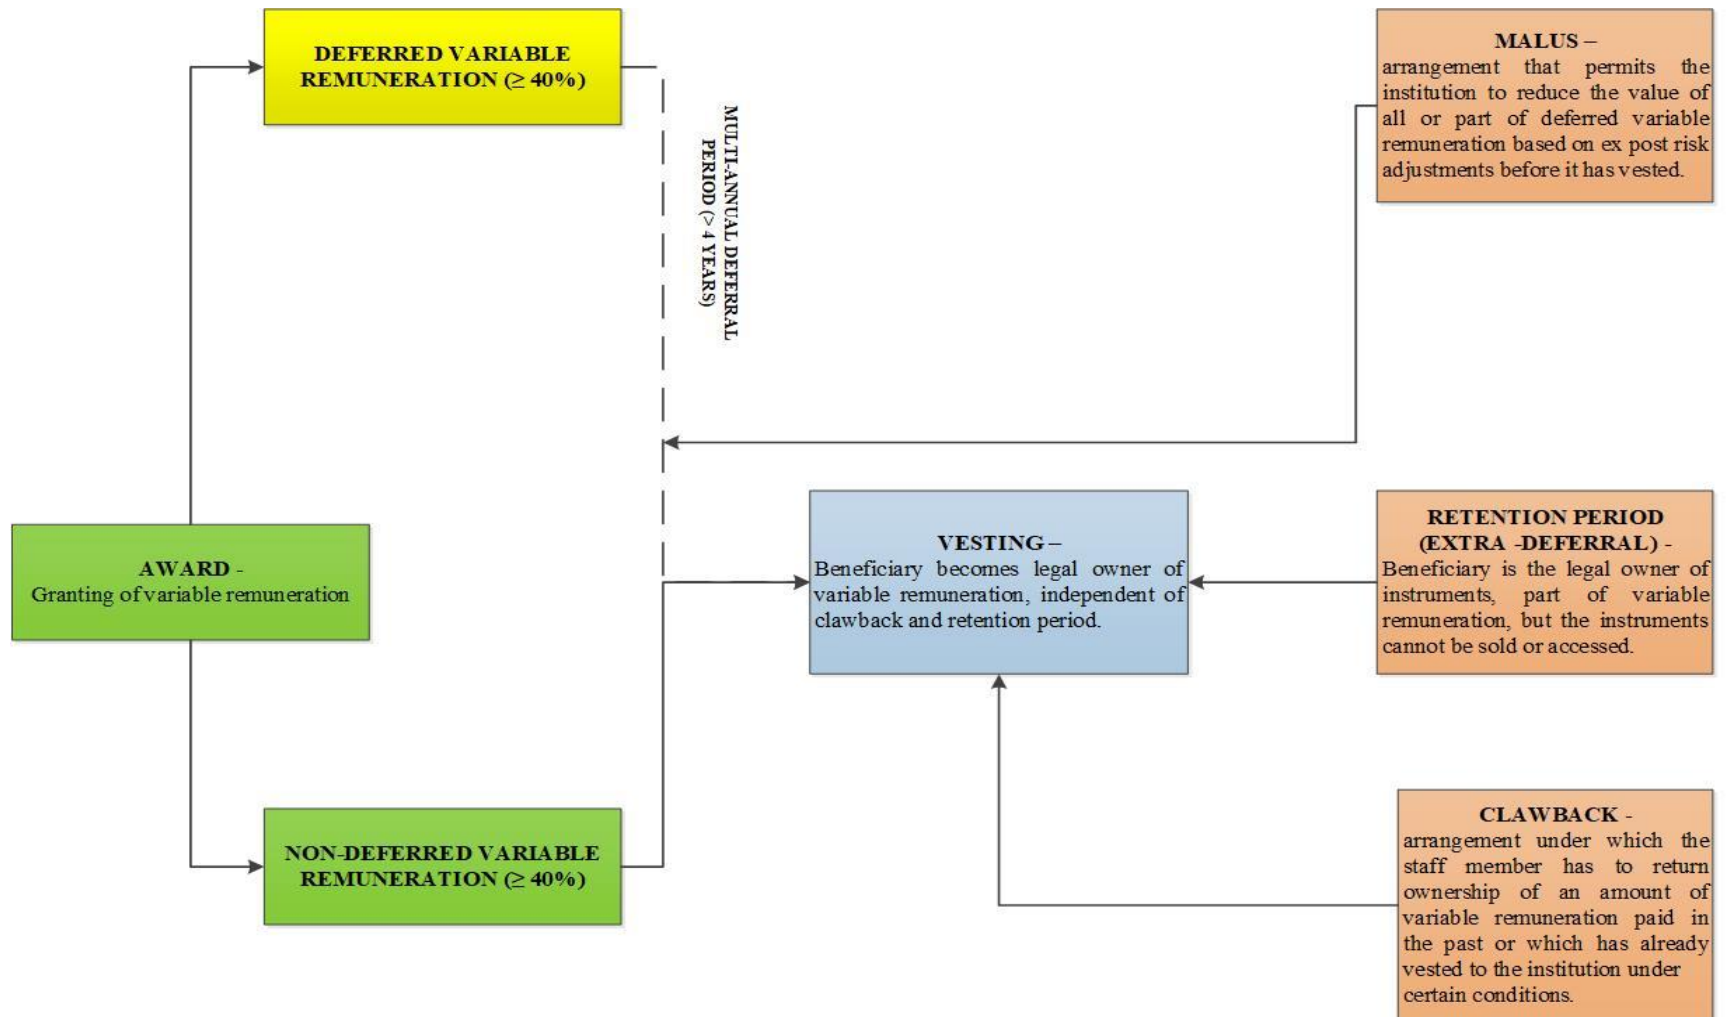 DEFERRED VARIABLE
REMUNERATION (≥ 40%)
MULTI-ANNUAL DEFERRAL
PERIOD (> 4 YEARS)
MALUS –
arrangement that permits the
institution to reduce the value of
all or part of deferred variable
remuneration based on ex post risk
adjustments before it has vested.
AWARD -
Granting of variable remuneration
VESTING –
Beneficiary becomes legal owner of
variable remuneration, independent of
clawback and retention period.
RETENTION PERIOD
(EXTRA -DEFERRAL) -
Beneficiary is the legal owner of
instruments, part of variable
remuneration, but the instruments
cannot be sold or accessed.
NON-DEFERRED VARIABLE
REMUNERATION (≥ 40%)
CLAWBACK -
arrangement under which the
staff member has to return
ownership of an amount of
variable remuneration paid in
the past or which has already
vested to the institution under
certain conditions.